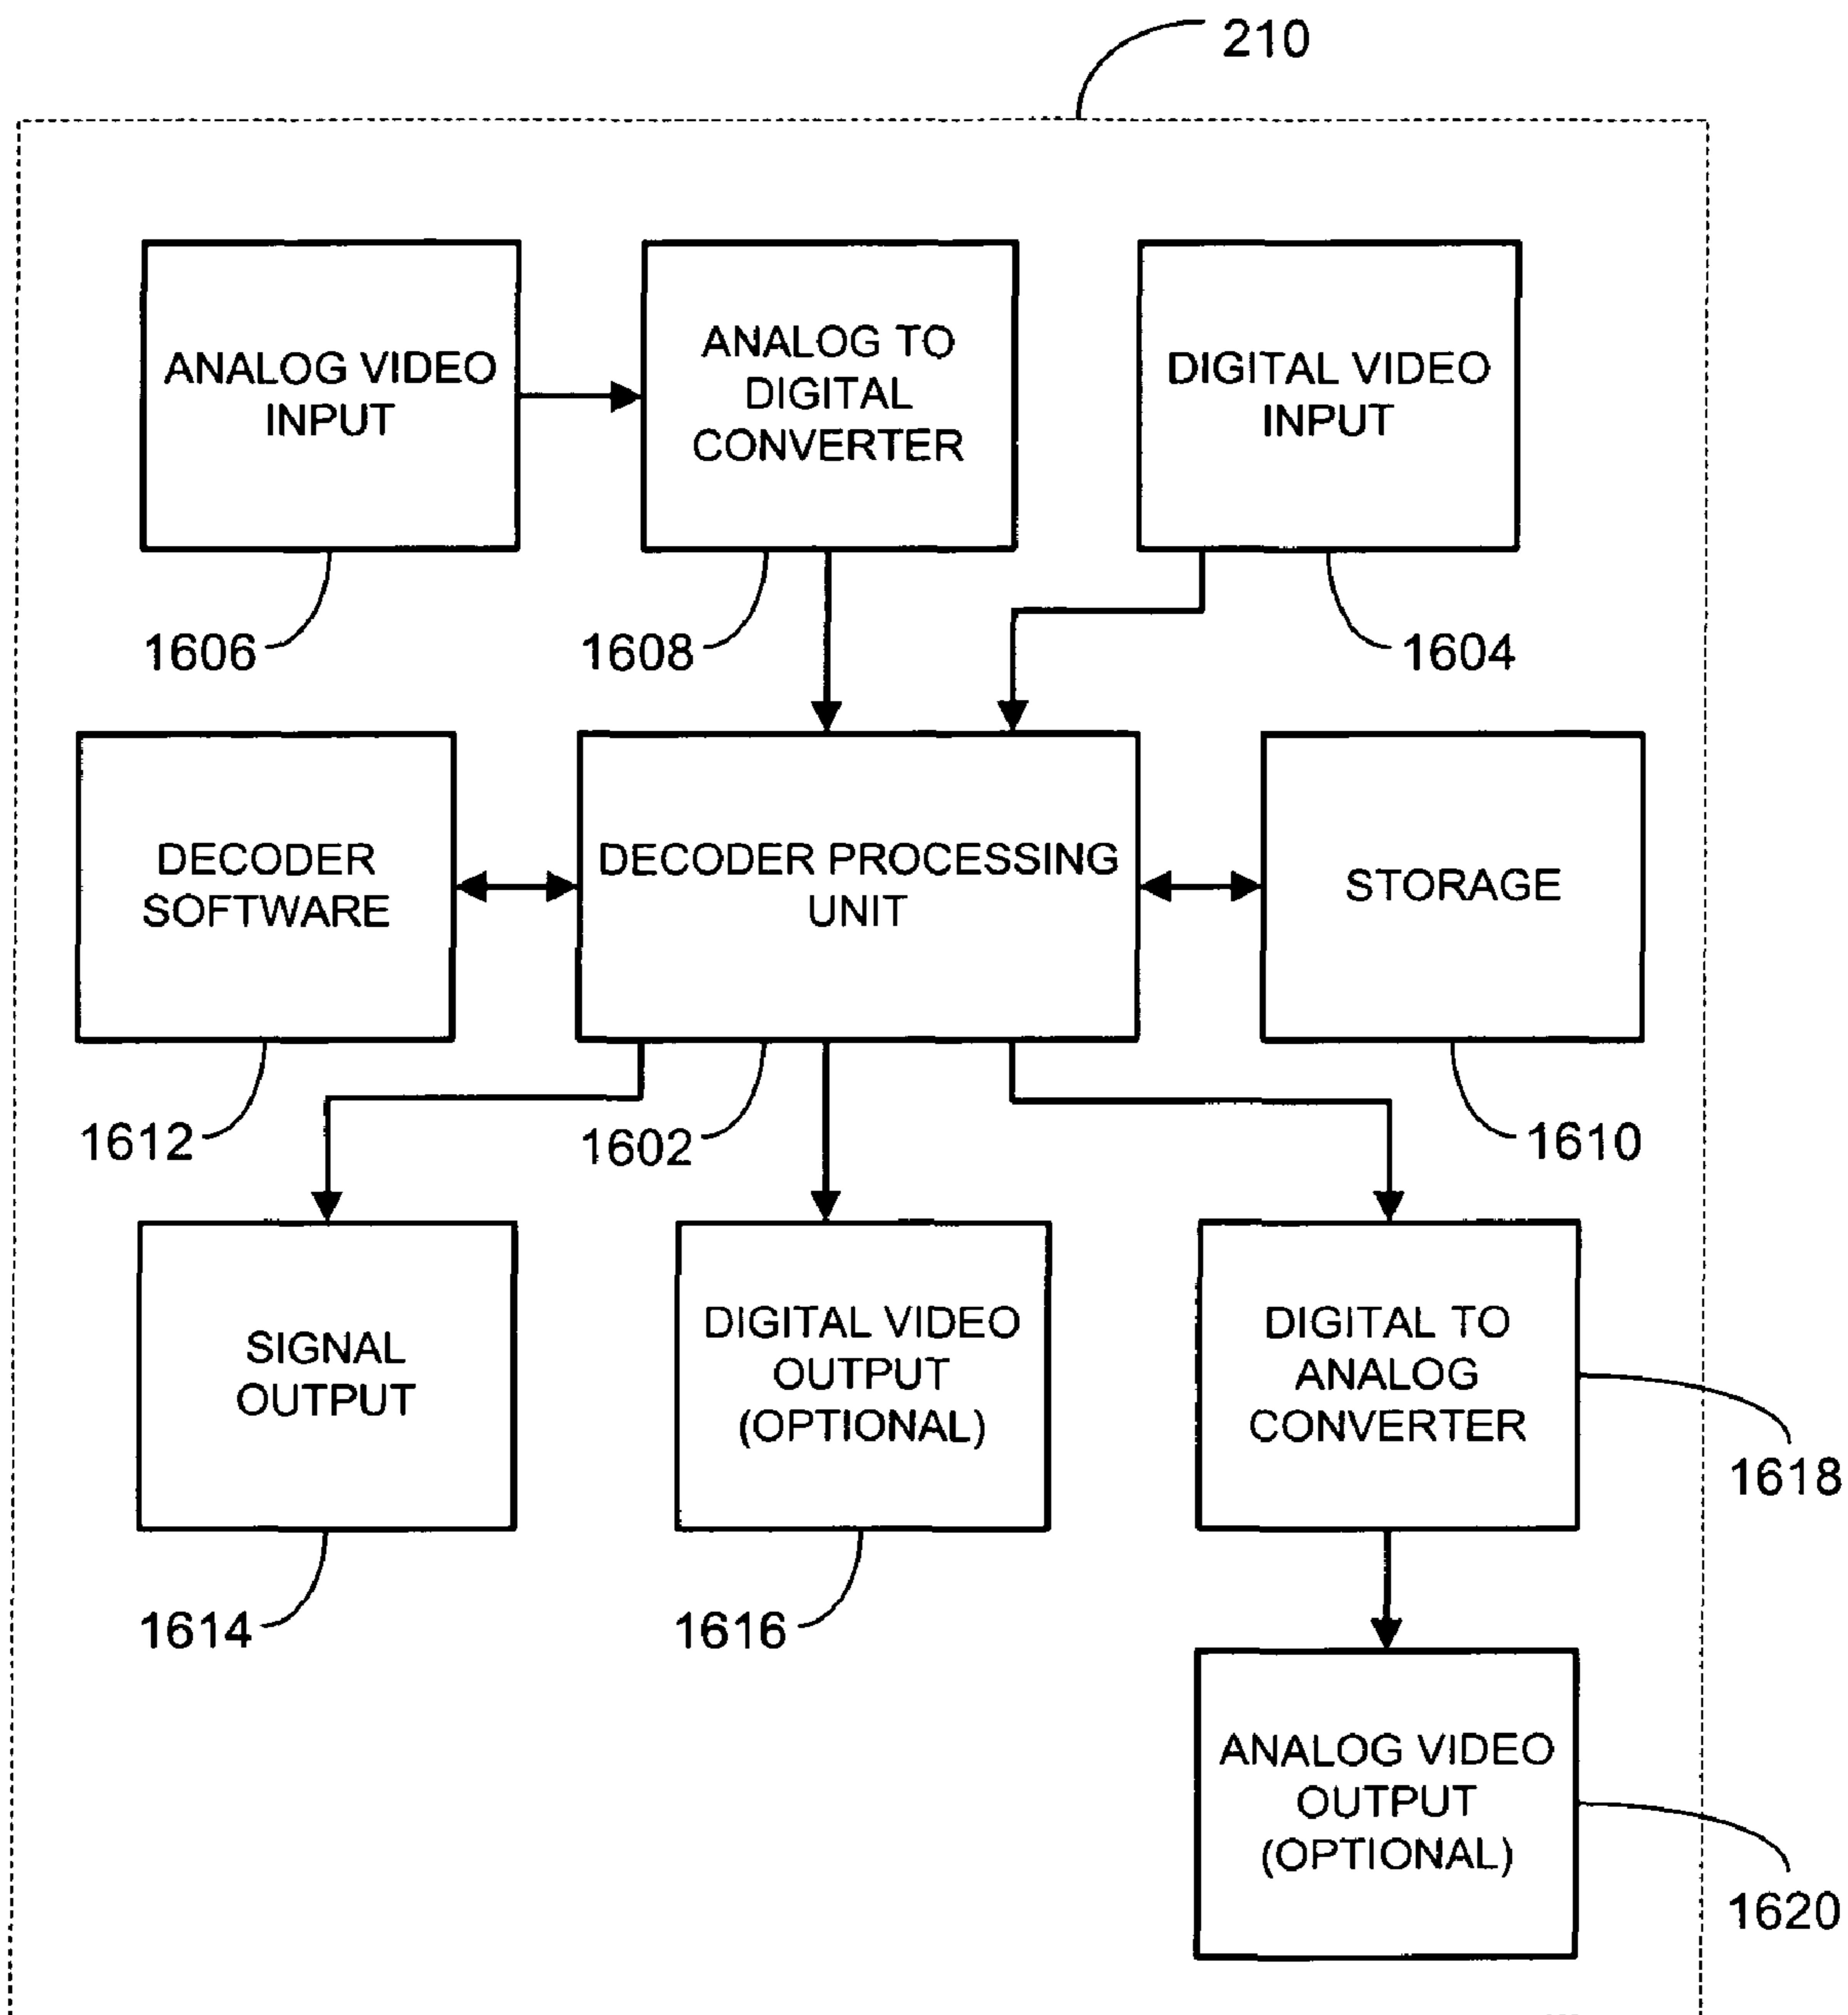 210
ANALOG VIDEO
INPUT
ANALOG TO
DIGITAL
CONVERTER
DIGITAL VIDEO
INPUT
1606
1608
1604
DECODER
SOFTWARE
DECODER PROCESSING
UNIT
STORAGE
1612
1602
1610
SIGNAL
OUTPUT
DIGITAL VIDEO
OUTPUT
(OPTIONAL)
DIGITAL TO
ANALOG
CONVERTER
1618
1614
1616
ANALOG VIDEO
OUTPUT
(OPTIONAL)
1620